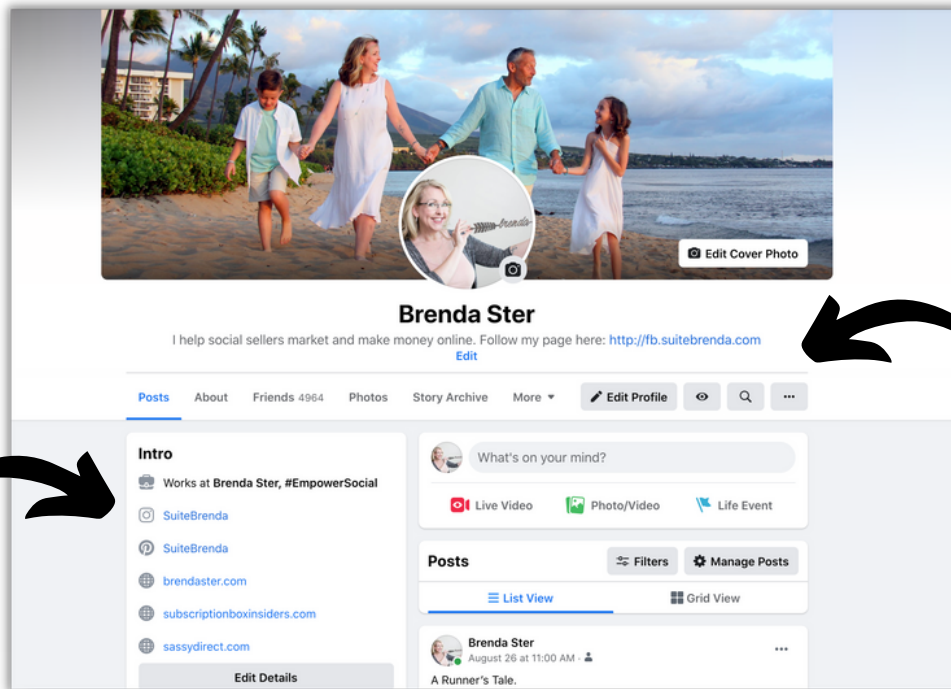 brenda
Edit Cover Photo
Brenda Ster
I help social sellers market and make money online. Follow my page here: http://fb.suitebrenda.com
Edit
Posts About Friends 4964 Photos Story Archive More Edit Profile
Intro
Works at Brenda Ster, #EmpowerSocial
SuiteBrenda
SuiteBrenda
brendaster.com
subscriptionboxinsiders.com
sassydirect.com
Edit Details
What's on your mind?
Live Video Photo/Video Life Event
Posts Filters Manage Posts
List View Grid View
Brenda Ster
August 26 at 11:00 AM ·
A Runner's Tale.